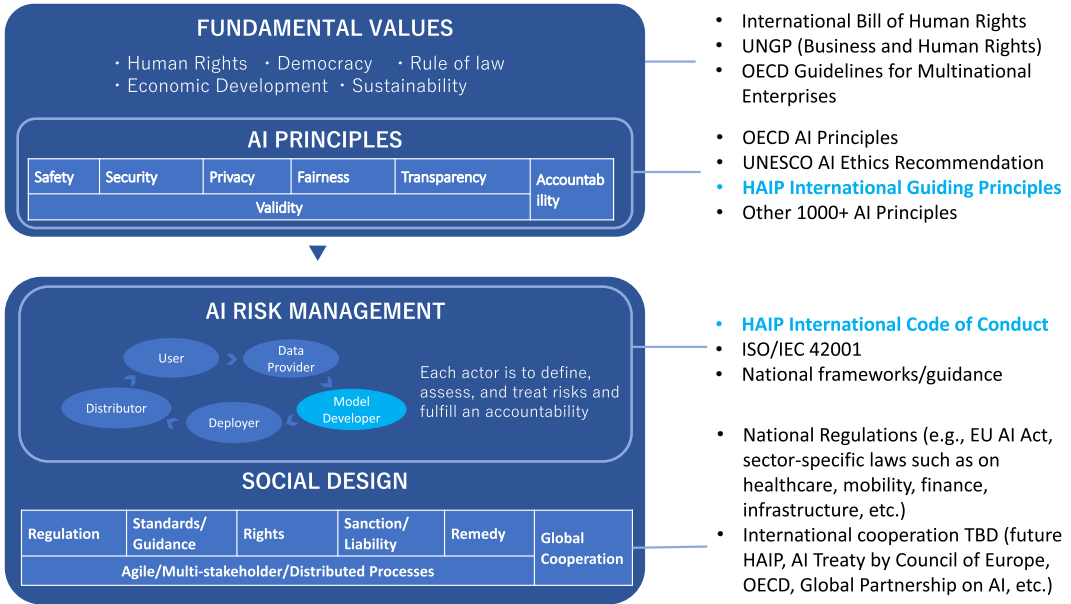 FUNDAMENTAL VALUES
・Human Rights ・Democracy ・Rule of law
・Economic Development ・Sustainability
AI PRINCIPLES
Safety
Security
Privacy
Fairness
Transparency
Accountab
ility
Validity
• International Bill of Human Rights
• UNGP (Business and Human Rights)
• OECD Guidelines for Multinational
Enterprises
• OECD AI Principles
• UNESCO AI Ethics Recommendation
• HAIP International Guiding Principles
• Other 1000+ AI Principles
AI RISK MANAGEMENT
User
Data
Provider
Model
Developer
Deployer
Distributor
Each actor is to define,
assess, and treat risks and
fulfill an accountability
• HAIP International Code of Conduct
• ISO/IEC 42001
• National frameworks/guidance
SOCIAL DESIGN
Regulation
Standards/
Guidance
Rights
Sanction/
Liability
Remedy
Global
Cooperation
Agile/Multi-stakeholder/Distributed Processes
• National Regulations (e.g., EU AI Act,
sector-specific laws such as on
healthcare, mobility, finance,
infrastructure, etc.)
• International cooperation TBD (future
HAIP, AI Treaty by Council of Europe,
OECD, Global Partnership on AI, etc.)